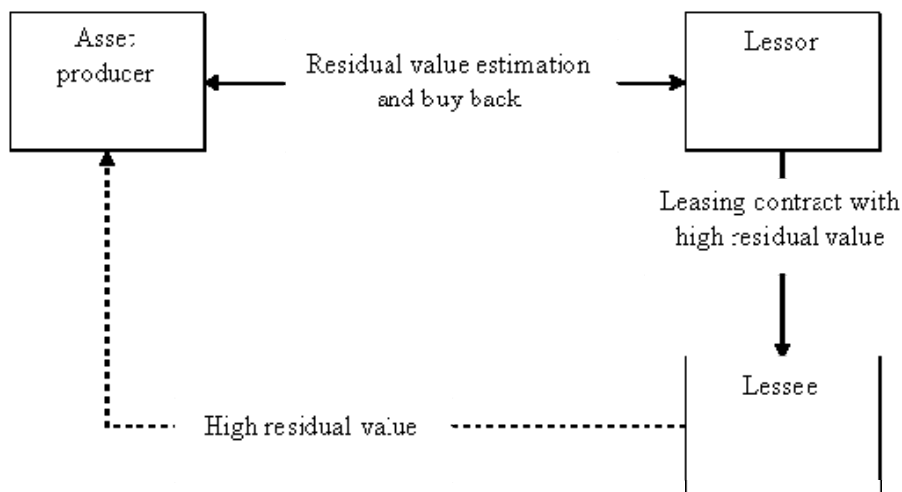 Asset
producer
Residual value estimation
and buy back
Lessor
Leasing contract with
high residual value
Lessee
High residual value